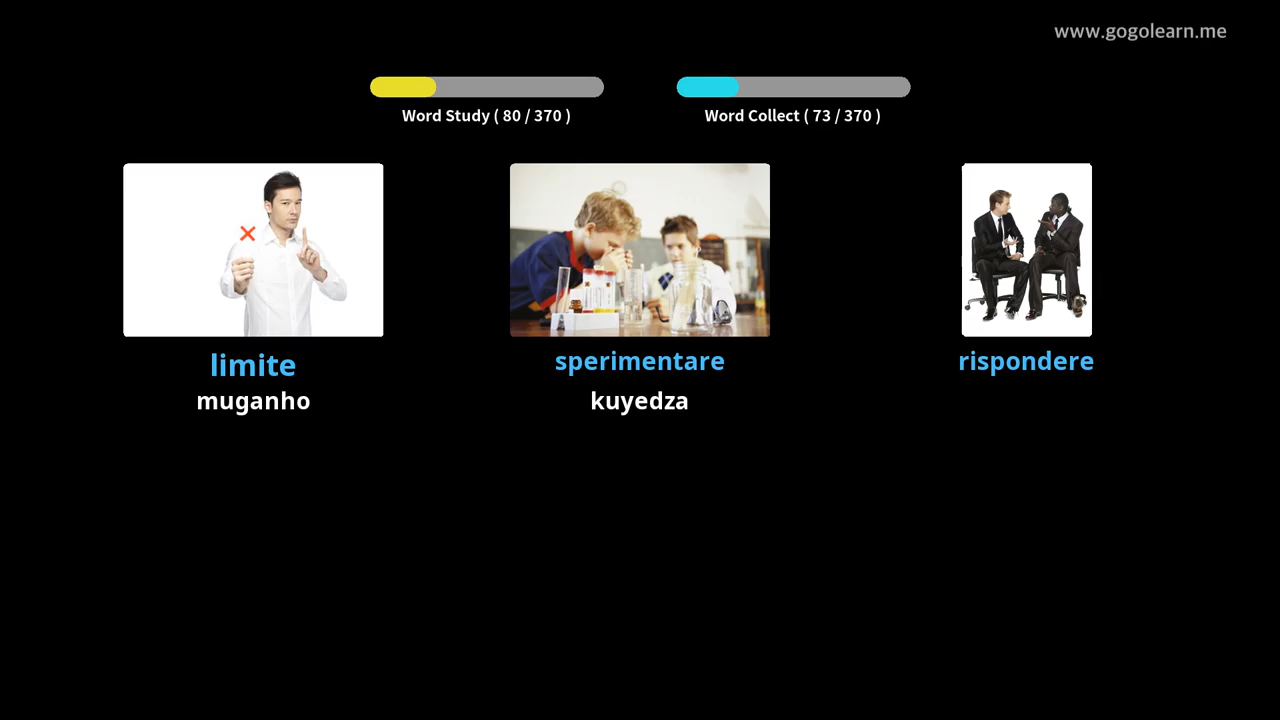 www.gogolearn.me
Word Study ( 80 / 370 )
Word Collect ( 73 / 370 )
limite
sperimentare
rispondere
muganho
kuyedza